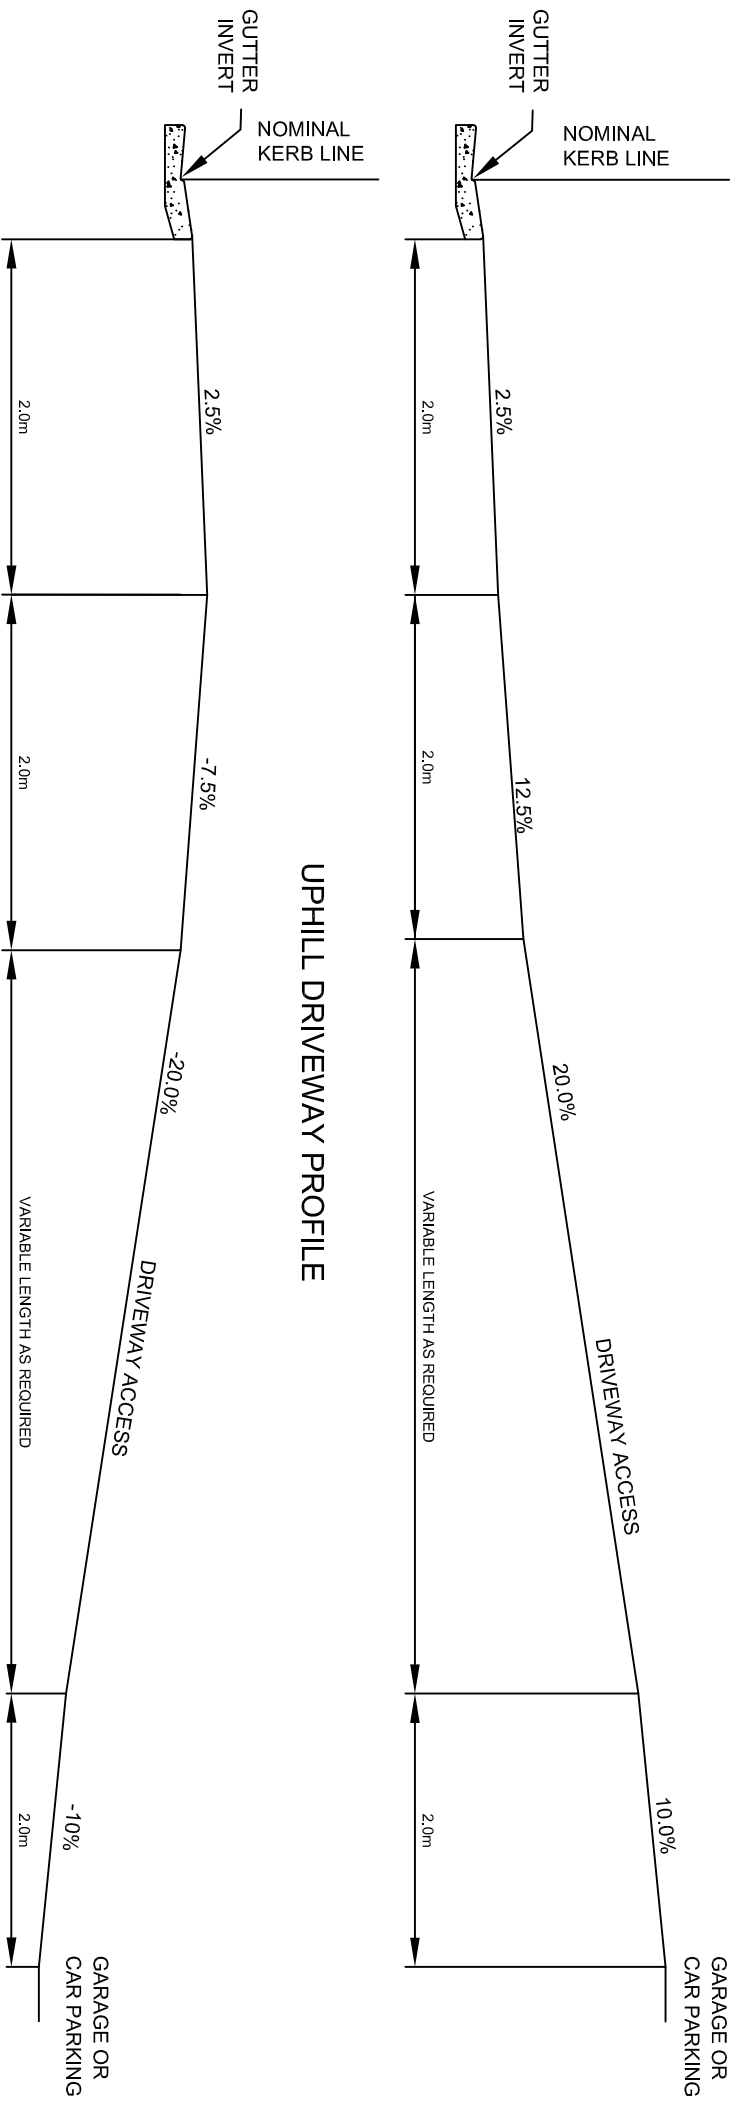 GUTTER
INVERT
NOMINAL
KERB LINE
2.5%
12.5%
20.0%
DRIVEWAY ACCESS
10.0%
GARAGE OR
CAR PARKING
2.0m
2.0m
VARIABLE LENGTH AS REQUIRED
2.0m
UPHILL DRIVEWAY PROFILE
GUTTER
INVERT
NOMINAL
KERB LINE
2.5%
-7.5%
-20.0%
DRIVEWAY ACCESS
-10%
GARAGE OR
CAR PARKING
2.0m
2.0m
VARIABLE LENGTH AS REQUIRED
2.0m